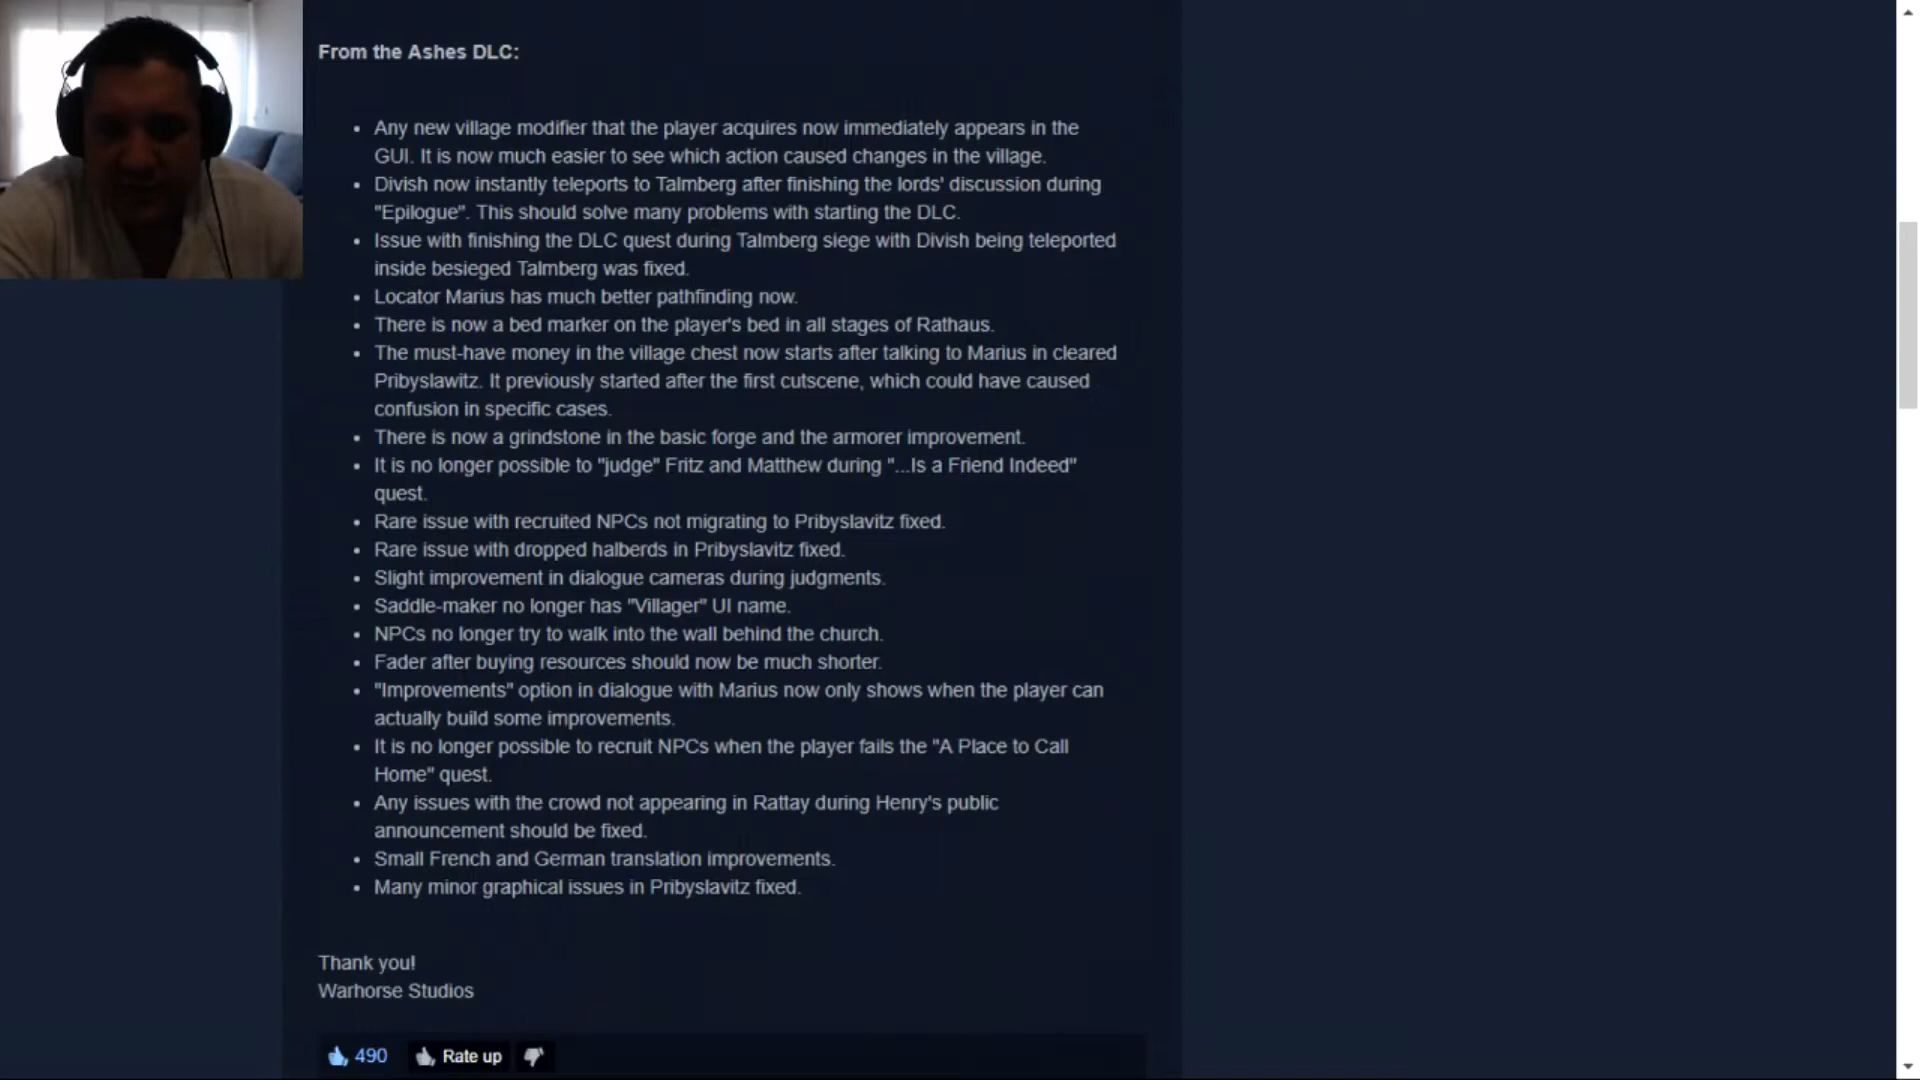 From the Ashes DLC:
• Any new village modifier that the player acquires now immediately appears in the
GUI. It is now much easier to see which action caused changes in the village.
• Divish now instantly teleports to Talmberg after finishing the lords' discussion during
"Epilogue". This should solve many problems with starting the DLC.
• Issue with finishing the DLC quest during Talmberg siege with Divish being teleported
inside besieged Talmberg was fixed.
• Locator Marius has much better pathfinding now.
• There is now a bed marker on the player's bed in all stages of Rathaus.
• The must-have money in the village chest now starts after talking to Marius in cleared
Pribyslawitz. It previously started after the first cutscene, which could have caused
confusion in specific cases.
• There is now a grindstone in the basic forge and the armorer improvement.
• It is no longer possible to "judge" Fritz and Matthew during "...Is a Friend Indeed"
quest.
• Rare issue with recruited NPCs not migrating to Pribyslavitz fixed.
• Rare issue with dropped halberds in Pribyslavitz fixed.
• Slight improvement in dialogue cameras during judgments.
• Saddle-maker no longer has "Villager" UI name.
• NPCs no longer try to walk into the wall behind the church.
• Fader after buying resources should now be much shorter.
• "Improvements" option in dialogue with Marius now only shows when the player can
actually build some improvements.
• It is no longer possible to recruit NPCs when the player fails the "A Place to Call
Home" quest.
• Any issues with the crowd not appearing in Rattay during Henry's public
announcement should be fixed.
• Small French and German translation improvements.
• Many minor graphical issues in Pribyslavitz fixed.
Thank you!
Warhorse Studios
490 Rate up